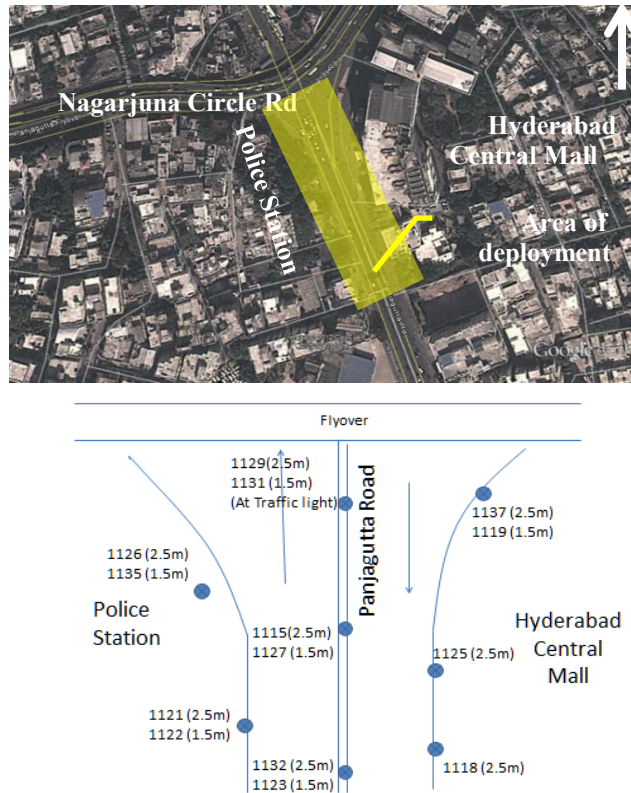 Nagarjuna Circle Rd
Hyderabad
Central Mall
Police Station
Area of
deployment
Panjagutta Flyover
Google
Flyover
1129(2.5m)
1131 (1.5m)
(At Traffic light)
Panjagutta Road
1137 (2.5m)
1119 (1.5m)
1126 (2.5m)
1135 (1.5m)
Police
Station
1115(2.5m)
1127 (1.5m)
Hyderabad
Central
Mall
1125 (2.5m)
1121 (2.5m)
1122 (1.5m)
1132 (2.5m)
1123 (1.5m)
1118 (2.5m)